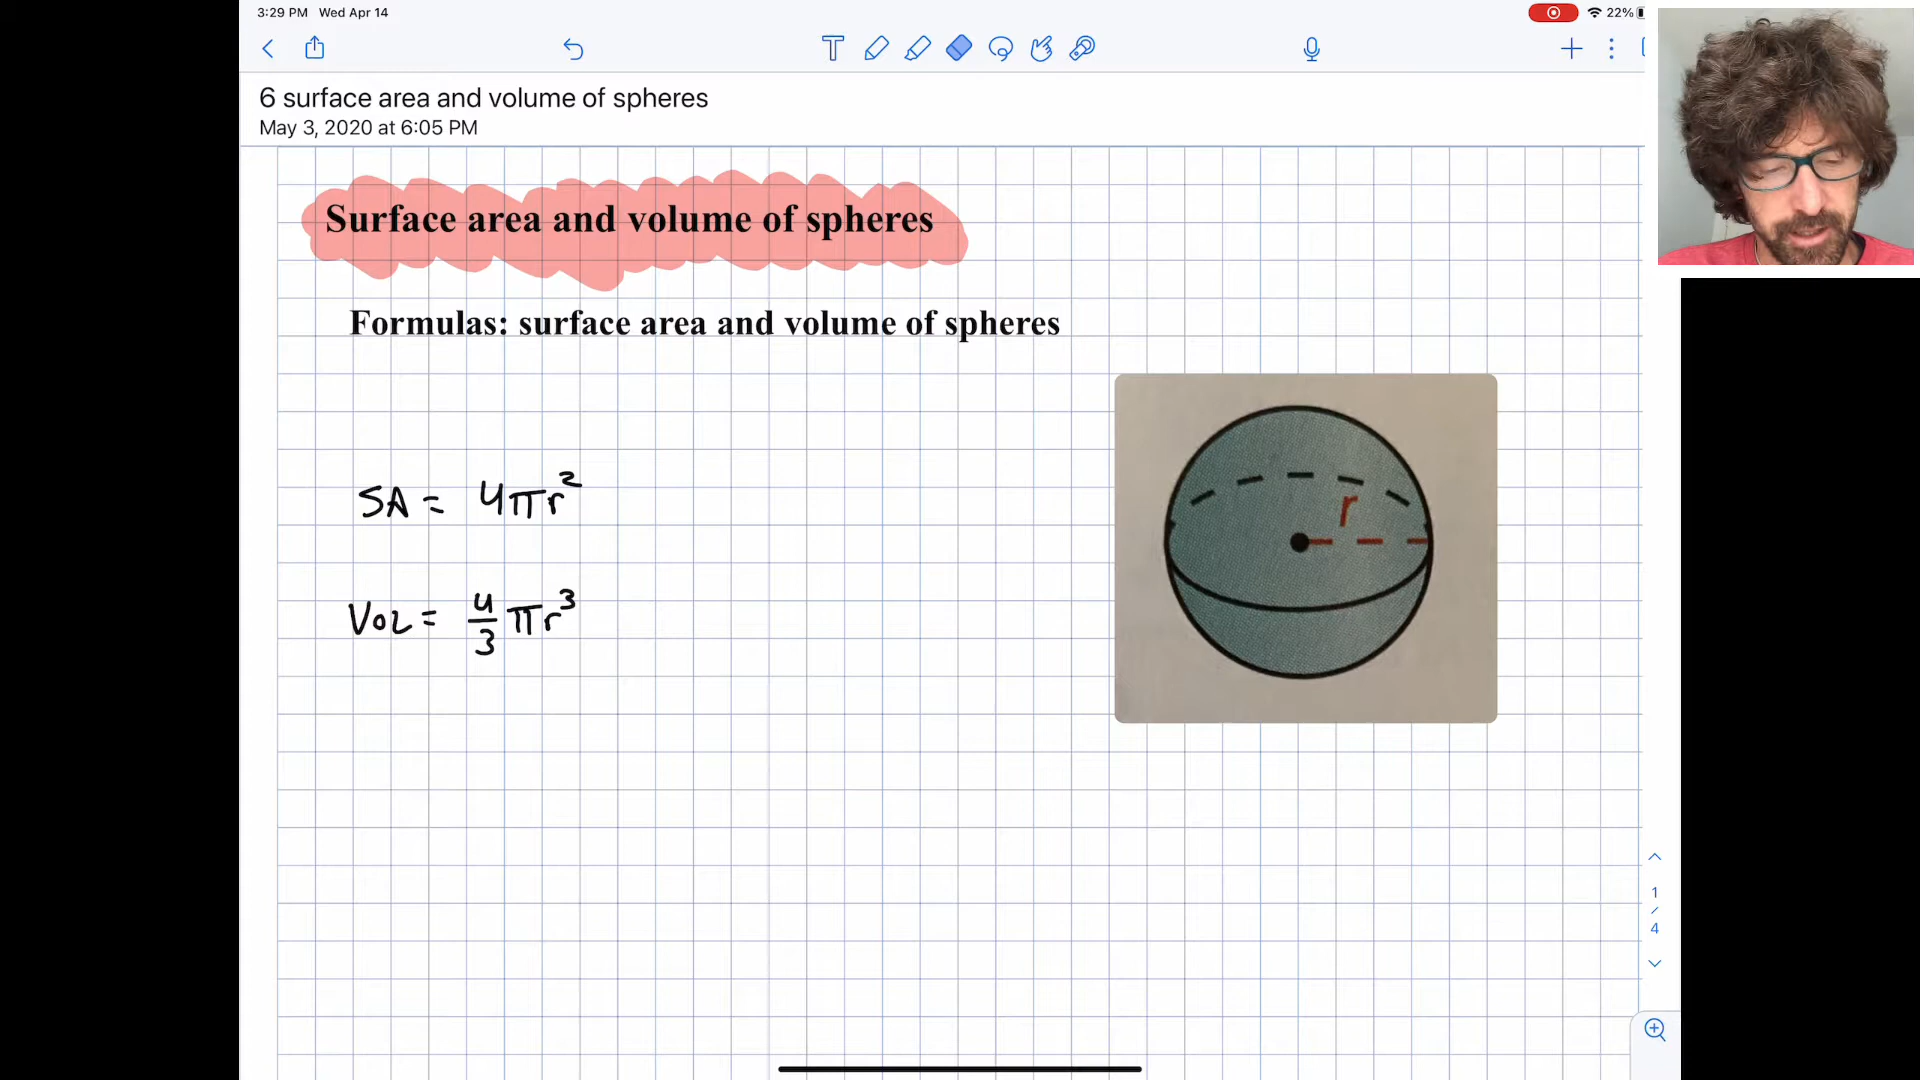 3:29 PM Wed Apr 14
22%
T
6 surface area and volume of spheres
May 3, 2020 at 6:05 PM
Surface area and volume of spheres
Formulas: surface area and volume of spheres
r
SA = 4πr²
VOL = 4/3 πr³
1
/
4